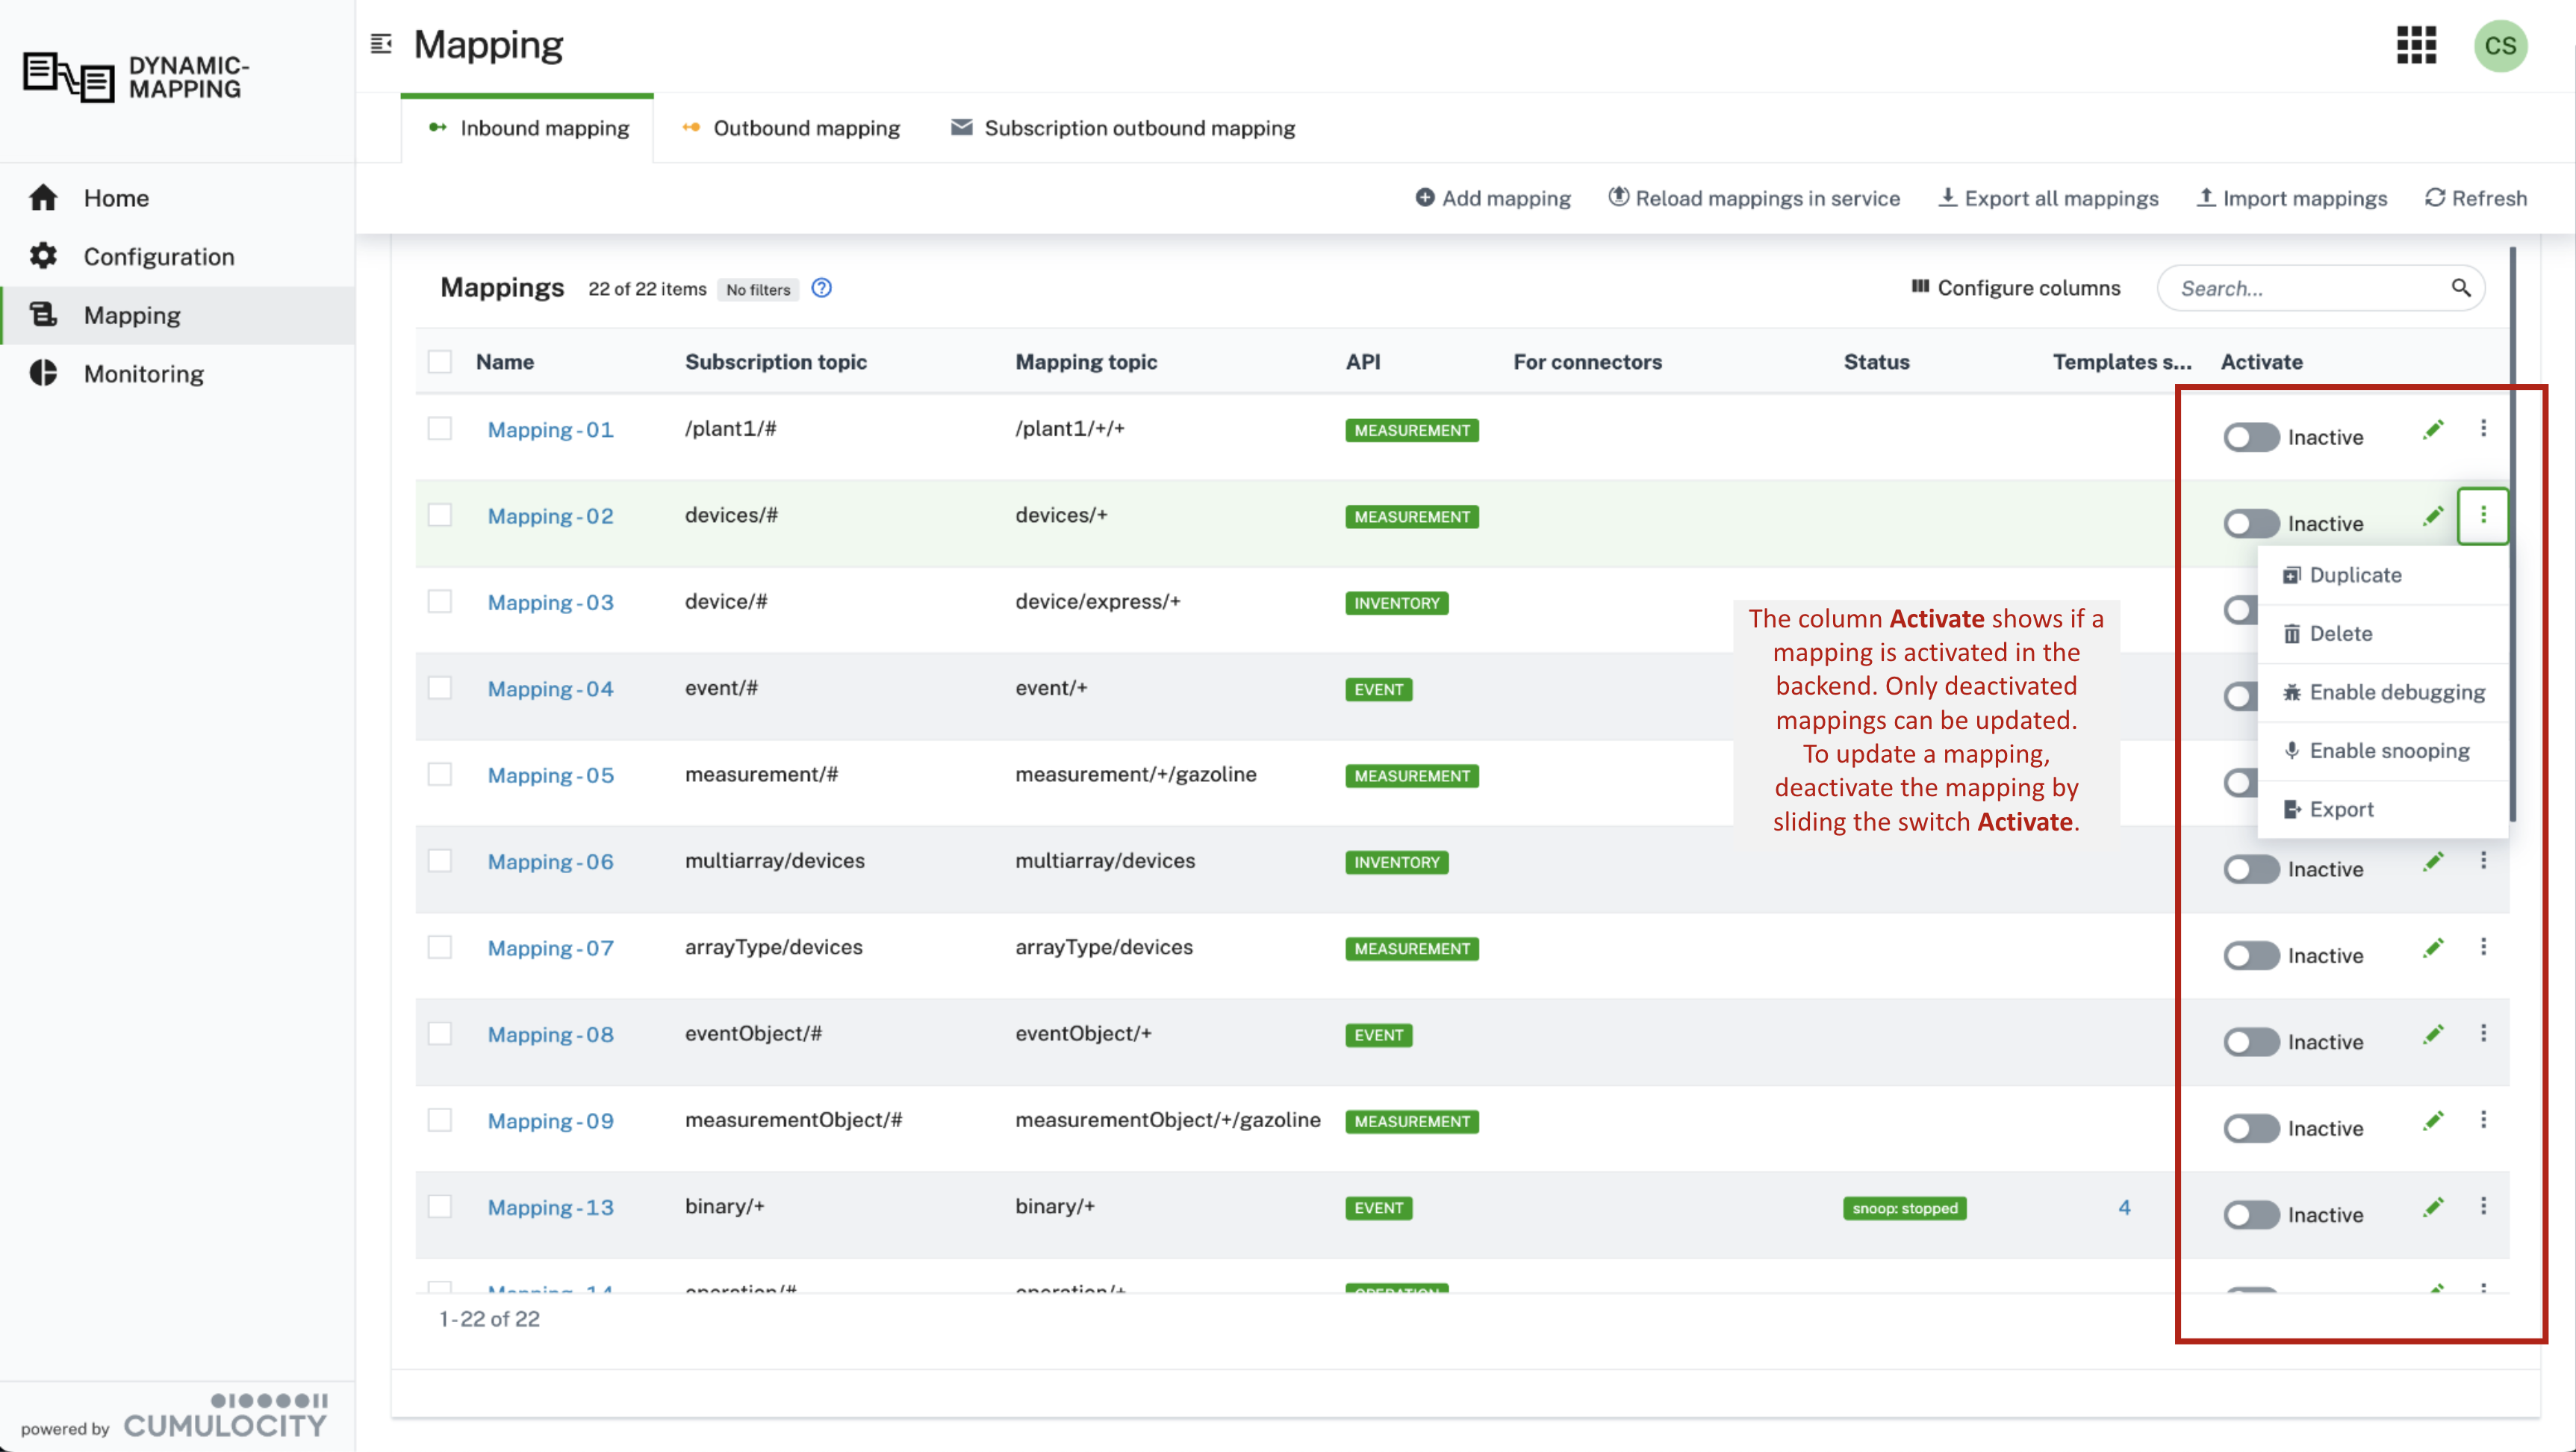 DYNAMIC-
MAPPING
Mapping
CS
Inbound mapping
Outbound mapping
Subscription outbound mapping
Home
Configuration
Mapping
Monitoring
Add mapping
Reload mappings in service
Export all mappings
Import mappings
Refresh
Mappings 22 of 22 items No filters
Configure columns
Search...
Name Subscription topic Mapping topic API For connectors Status Templates s... Activate
Mapping - 01 /plant1/# /plant1/+/+ MEASUREMENT Inactive
Mapping - 02 devices/# devices/+ MEASUREMENT Inactive
Mapping - 03 device/# device/express/+ INVENTORY
Mapping - 04 event/# event/+ EVENT
Mapping - 05 measurement/# measurement/+/gazoline MEASUREMENT
Duplicate
Delete
Enable debugging
Enable snooping
Export
The column Activate shows if a
mapping is activated in the
backend. Only deactivated
mappings can be updated.
To update a mapping,
deactivate the mapping by
sliding the switch Activate.
Mapping - 06 multiarray/devices multiarray/devices INVENTORY Inactive
Mapping - 07 arrayType/devices arrayType/devices MEASUREMENT Inactive
Mapping - 08 eventObject/# eventObject/+ EVENT Inactive
Mapping - 09 measurementObject/# measurementObject/+/gazoline MEASUREMENT Inactive
Mapping - 13 binary/+ binary/+ EVENT snoop: stopped 4 Inactive
Mapping - 14 operation/# operation/+ OPERATION
1 - 22 of 22
powered by CUMULOCITY